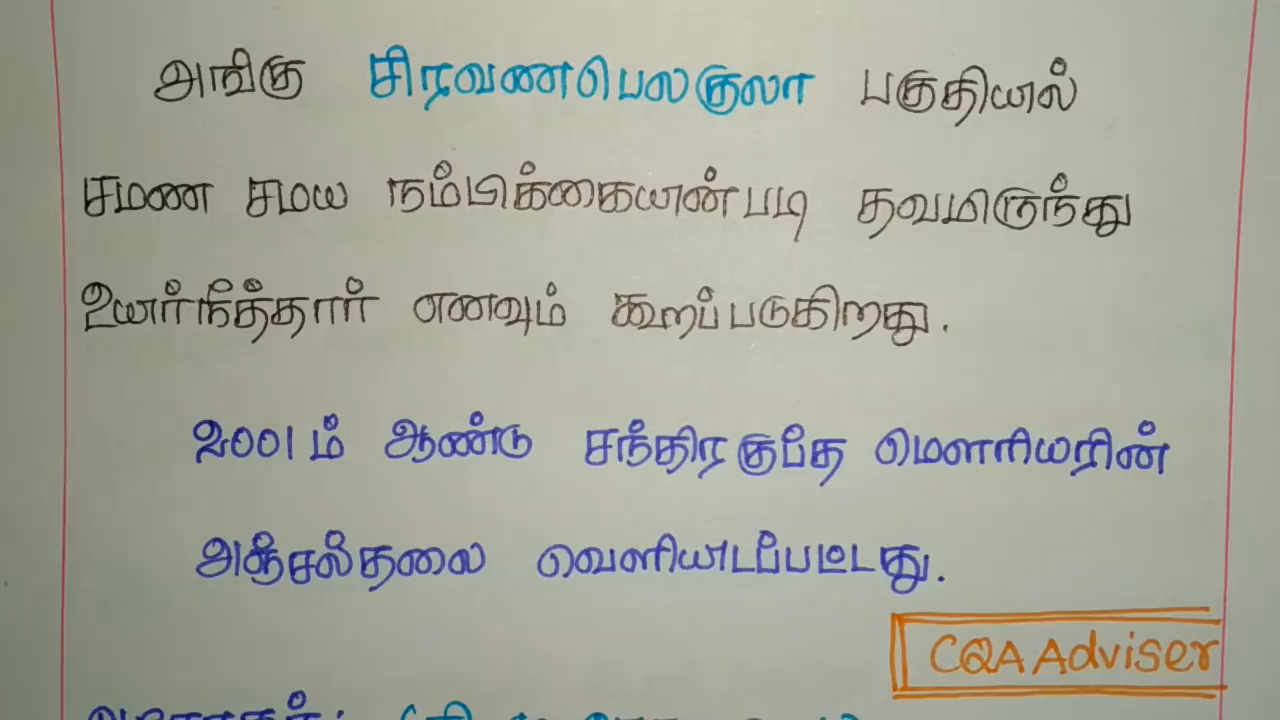 அங்கு சிரவணபெலகுலா பகுதியில்
சமண சமய நம்பிக்கையின்படி தவமிருந்து
உயிர்நீத்தார் எனவும் கூறப்படுகிறது.
2001ம் ஆண்டு சந்திரகுப்த மௌரியரின்
அஞ்சல்தலை வெளியிடப்பட்டது.
CQA Adviser